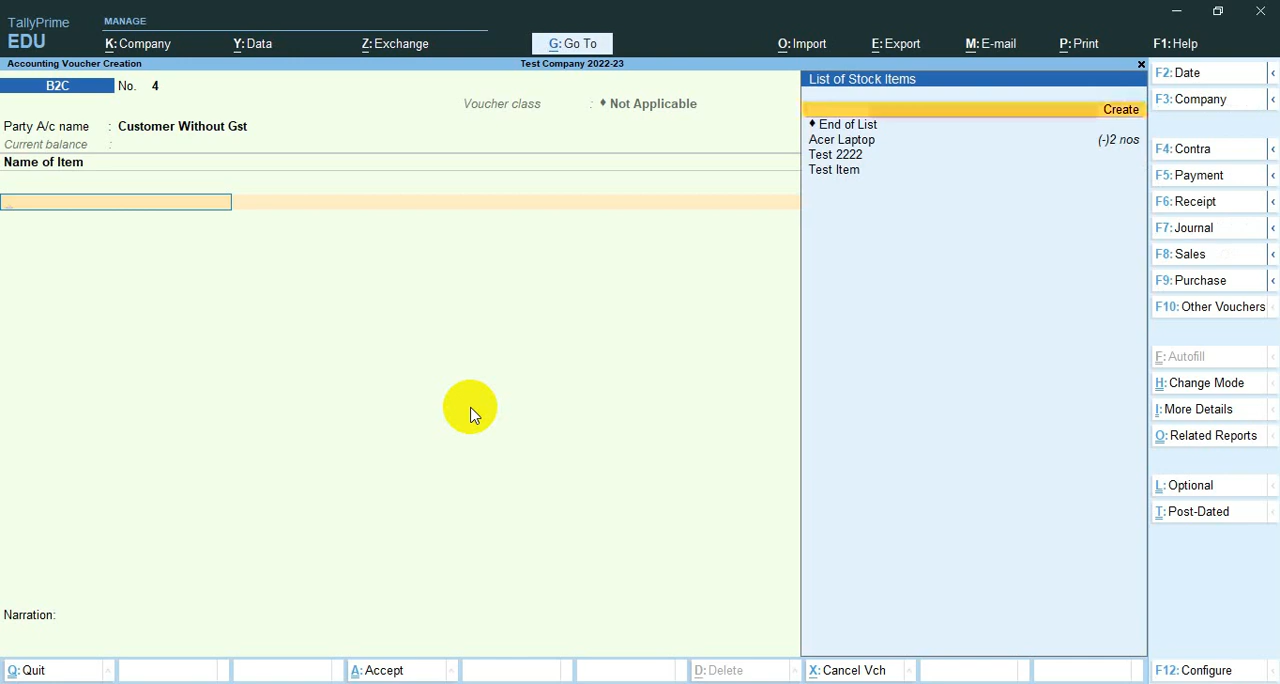 TallyPrime
EDU
MANAGE
K: Company
Y: Data
Z: Exchange
G: Go To
O: Import
E: Export
M: E-mail
P: Print
F1: Help
Accounting Voucher Creation
Test Company 2022-23
B2C
No. 4
Voucher class : ♦ Not Applicable
Party A/c name : Customer Without Gst
Current balance :
Name of Item
List of Stock Items
Create
♦ End of List
Acer Laptop (-)2 nos
Test 2222
Test Item
F2: Date
F3: Company
F4: Contra
F5: Payment
F6: Receipt
F7: Journal
F8: Sales
F9: Purchase
F10: Other Vouchers
F: Autofill
H: Change Mode
I: More Details
O: Related Reports
L: Optional
T: Post-Dated
Narration:
Q: Quit
A: Accept
D: Delete
X: Cancel Vch
F12: Configure